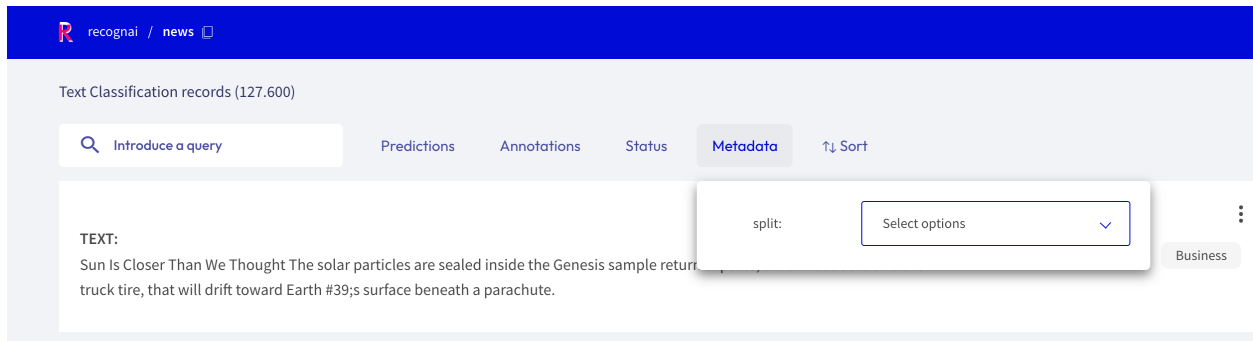 recognai / news
Text Classification records (127.600)
Introduce a query
Predictions
Annotations
Status
Metadata
Sort
split:
Select options
TEXT:
Sun Is Closer Than We Thought The solar particles are sealed inside the Genesis sample return
Business
truck tire, that will drift toward Earth #39;s surface beneath a parachute.